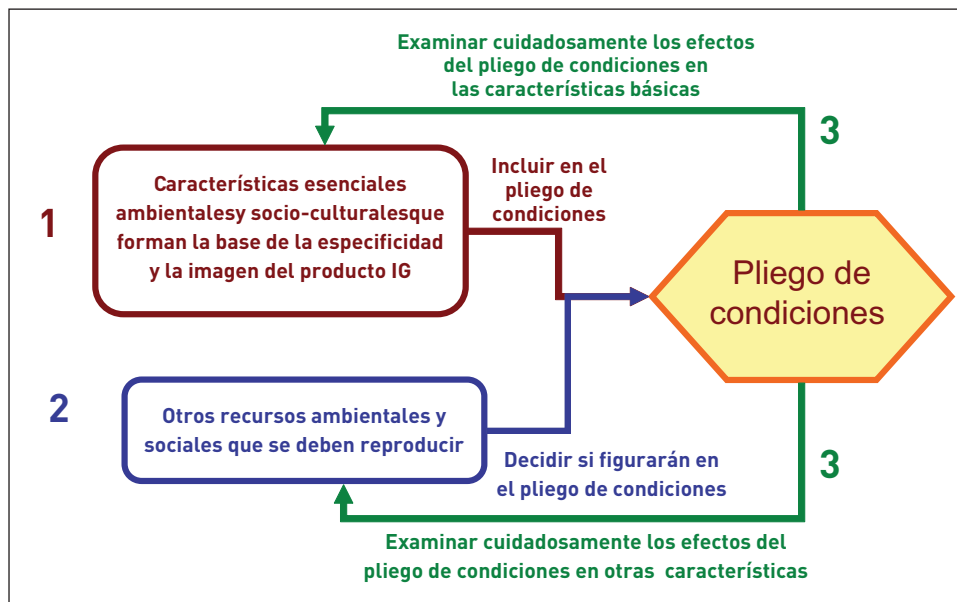 Examinar cuidadosamente los efectos
del pliego de condiciones en
las características básicas
3
1
Características esenciales
ambientalesy socio-culturalesque
forman la base de la especificidad
y la imagen del producto IG
Incluir en el
pliego de
condiciones
Pliego de
condiciones
2
Otros recursos ambientales y
sociales que se deben reproducir
Decidir si figurarán en
el pliego de condiciones
3
Examinar cuidadosamente los efectos del
pliego de condiciones en otras características